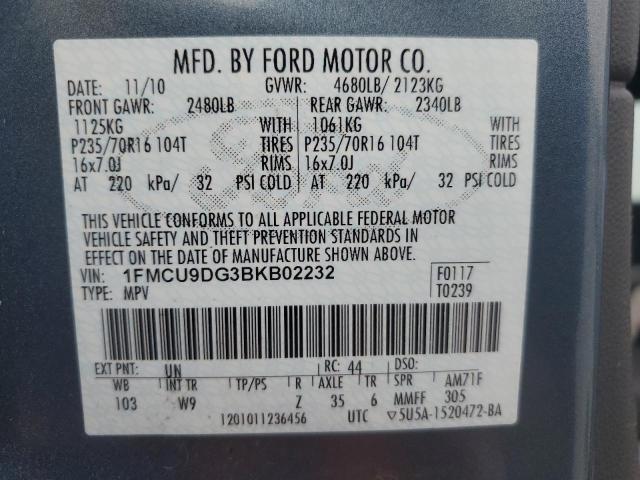 MFD. BY FORD MOTOR CO.
DATE: 11/10 GVWR: 4680LB/ 2123KG
FRONT GAWR: 2480LB REAR GAWR: 2340LB
1125KG WITH 1061KG WITH
P235/70R16 104T TIRES P235/70R16 104T TIRES
16x7.0J RIMS 16x7.0J RIMS
AT 220 kPa/ 32 PSI COLD AT 220 kPa/ 32 PSI COLD
THIS VEHICLE CONFORMS TO ALL APPLICABLE FEDERAL MOTOR
VEHICLE SAFETY AND THEFT PREVENTION STANDARDS IN
EFFECT ON THE DATE OF MANUFACTURE SHOWN ABOVE.
VIN: 1FMCU9DG3BKB02232 F0117
TYPE: MPV T0239
EXT PNT: UN RC: 44 DSO:
WB INT TR TP/PS R AXLE TR SPR AM71F
103 W9 Z 35 6 MMFF 305
1201011236456 UTC ▽5U5A-1520472-BA